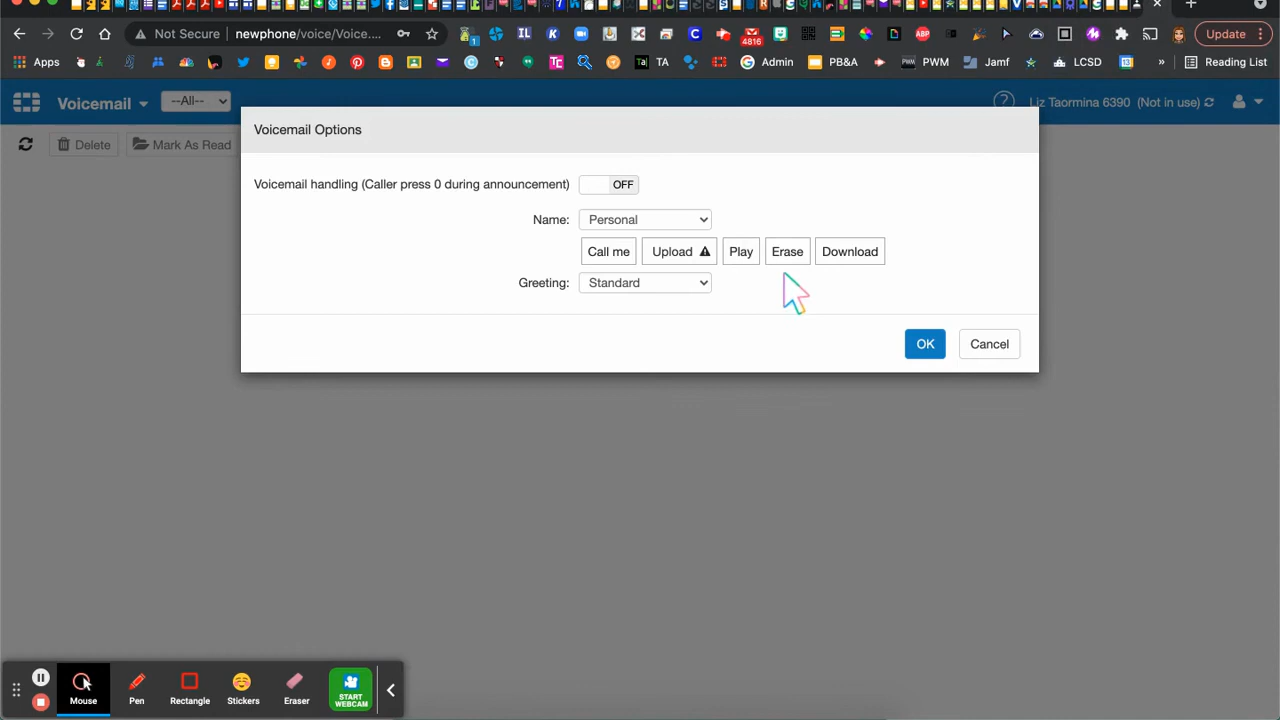 Not Secure newphone/voice/Voice.... Update
Apps TA Admin PB&A PWM PWM Jamf LCSD » Reading List
Voicemail --All-- Liz Taormina 6390 (Not in use)
Delete Mark As Read
Voicemail Options
Voicemail handling (Caller press 0 during announcement) OFF
Name: Personal
Call me Upload Play Erase Download
Greeting: Standard
OK Cancel
Mouse Pen Rectangle Stickers Eraser START WEBCAM